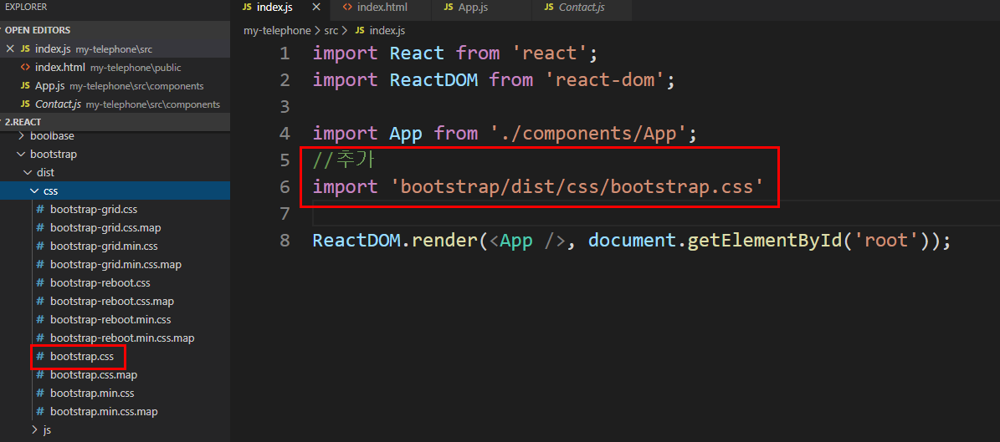 EXPLORER
OPEN EDITORS
JS index.js my-telephone\src
<> index.html my-telephone\public
JS App.js my-telephone\src\components
JS Contact.js my-telephone\src\components
2.REACT
boolbase
bootstrap
dist
css
# bootstrap-grid.css
# bootstrap-grid.css.map
# bootstrap-grid.min.css
# bootstrap-grid.min.css.map
# bootstrap-reboot.css
# bootstrap-reboot.css.map
# bootstrap-reboot.min.css
# bootstrap-reboot.min.css.map
# bootstrap.css
# bootstrap.css.map
# bootstrap.min.css
# bootstrap.min.css.map
js
JS index.js <> index.html JS App.js JS Contact.js
my-telephone > src > JS index.js
1 import React from 'react';
2 import ReactDOM from 'react-dom';
3
4 import App from './components/App';
5 //추가
6 import 'bootstrap/dist/css/bootstrap.css'
7
8 ReactDOM.render(<App />, document.getElementById('root'));